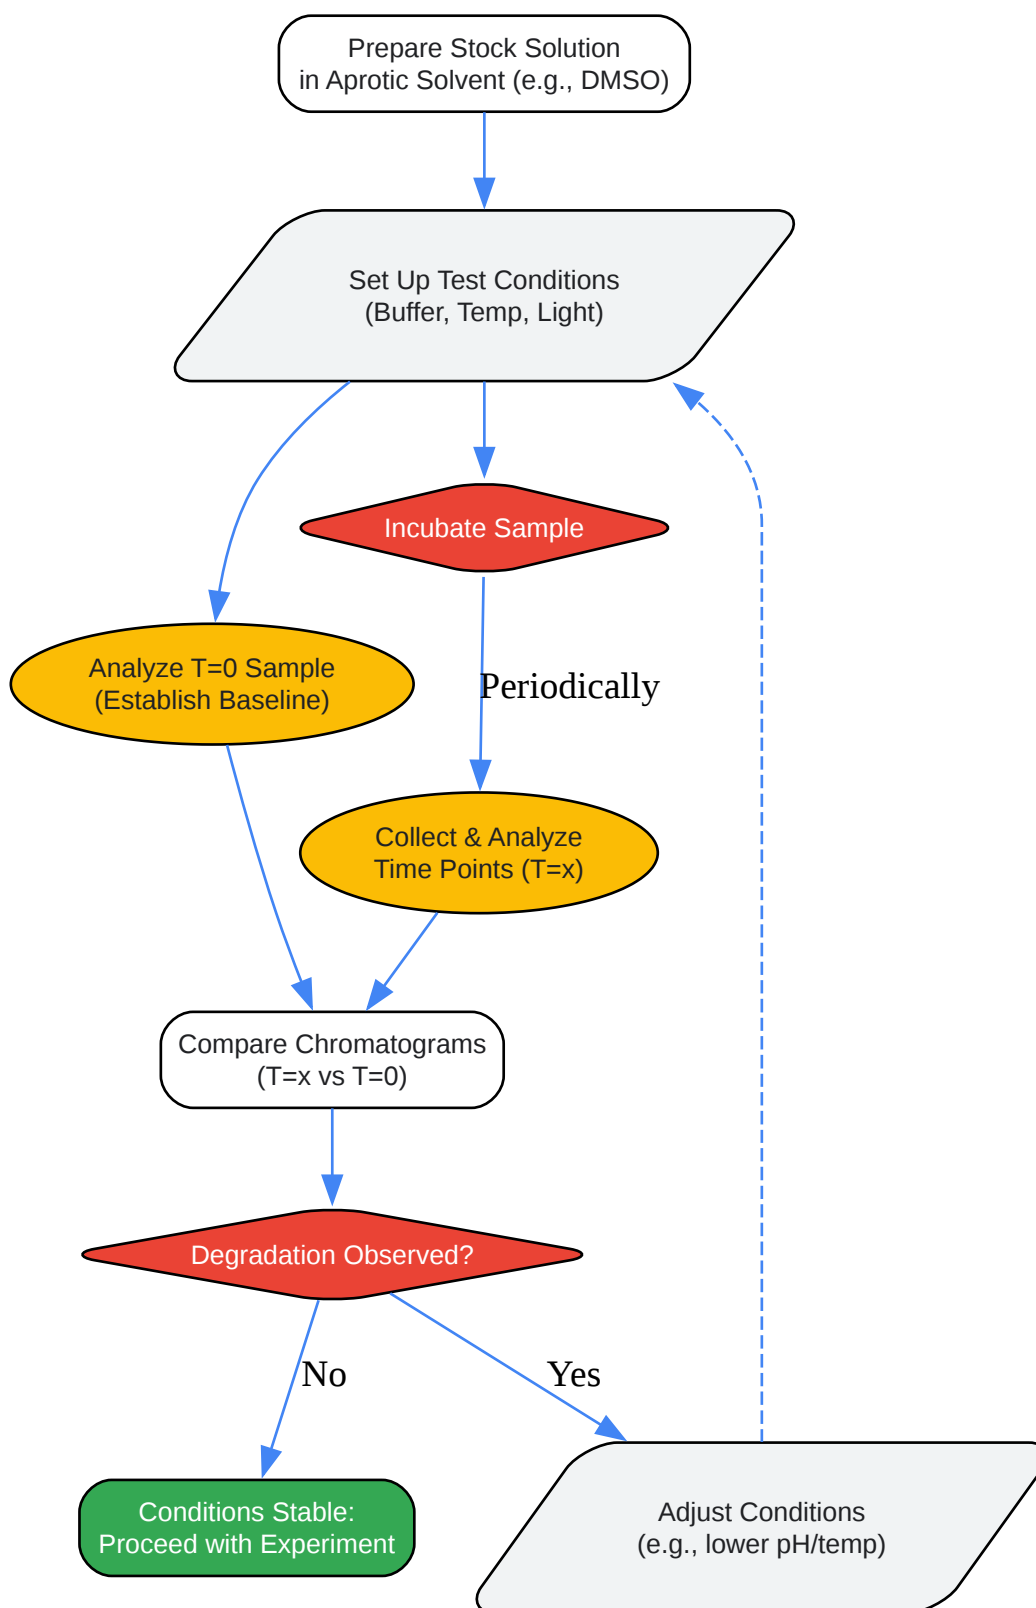 Prepare Stock Solution
in Aprotic Solvent (e.g., DMSO)
Set Up Test Conditions
(Buffer, Temp, Light)
Incubate Sample
Analyze T=0 Sample
(Establish Baseline)
Periodically
Collect & Analyze
Time Points (T=x)
Compare Chromatograms
(T=x vs T=0)
Degradation Observed?
No
Yes
Conditions Stable:
Proceed with Experiment
Adjust Conditions
(e.g., lower pH/temp)